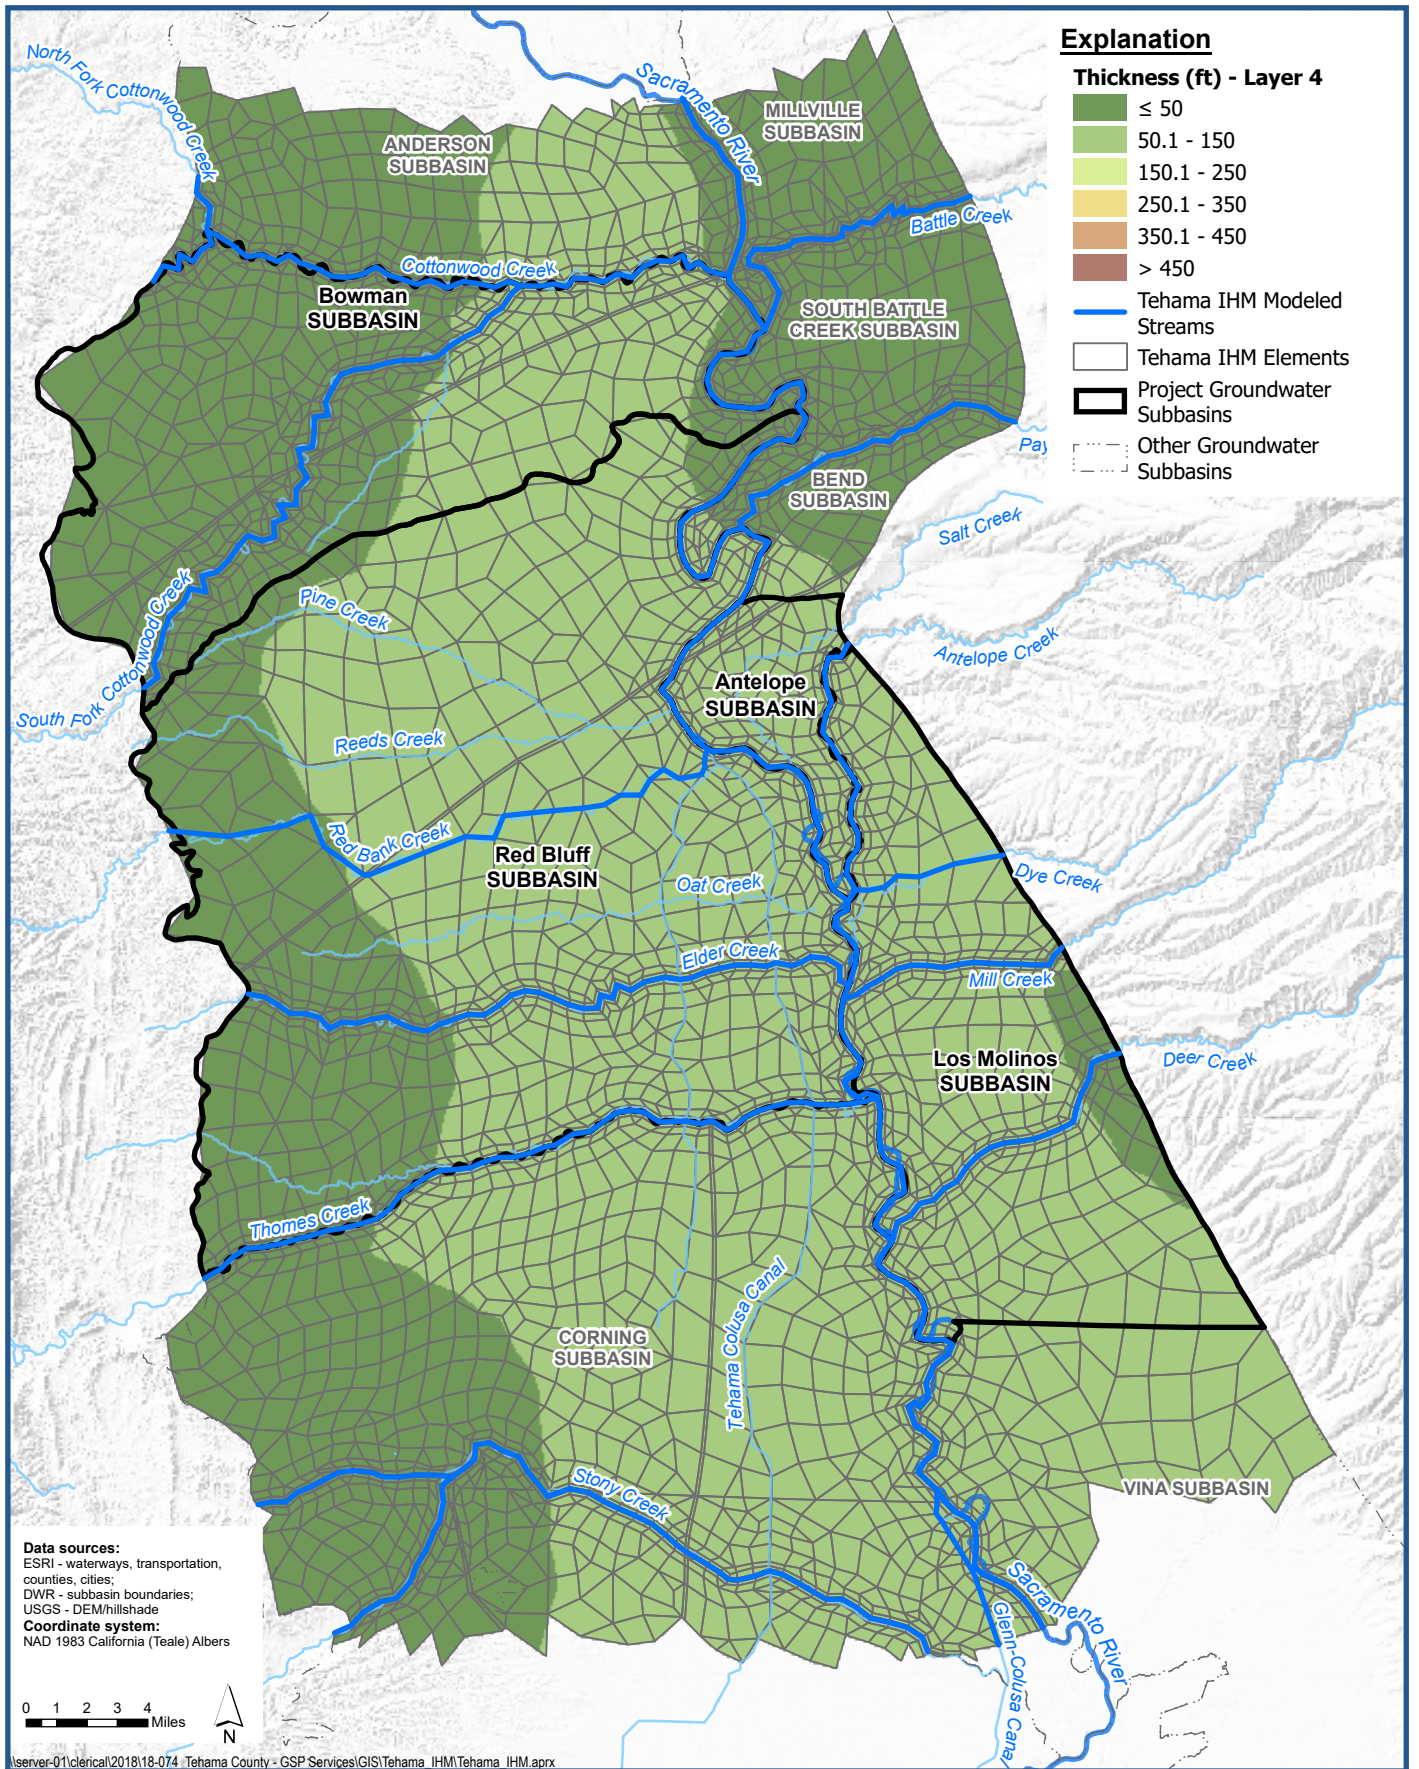 Explanation
Thickness (ft) - Layer 4
≤ 50
50.1 - 150
150.1 - 250
250.1 - 350
350.1 - 450
> 450
Tehama IHM Modeled
Streams
Tehama IHM Elements
Project Groundwater
Subbasins
Other Groundwater
Subbasins
North Fork Cottonwood Creek
Sacramento River
MILLVILLE
SUBBASIN
ANDERSON
SUBBASIN
Battle Creek
Cottonwood Creek
Bowman
SUBBASIN
SOUTH BATTLE
CREEK SUBBASIN
Pay
BEND
SUBBASIN
Salt Creek
Pine Creek
Antelope Creek
South Fork Cottonwood Creek
Antelope
SUBBASIN
Reeds Creek
Red Bank Creek
Red Bluff
SUBBASIN
Oat Creek
Dye Creek
Elder Creek
Mill Creek
Los Molinos
SUBBASIN
Deer Creek
Thomes Creek
Tehama Colusa Canal
CORNING
SUBBASIN
Stony Creek
VINA SUBBASIN
Sacramento River
Glenn-Colusa Canal
Data sources:
ESRI - waterways, transportation,
counties, cities;
DWR - subbasin boundaries;
USGS - DEM/hillshade
Coordinate system:
NAD 1983 California (Teale) Albers
0 1 2 3 4
Miles
N
\\server-01\clerical\2018\18-074_Tehama County - GSP Services\GIS\Tehama_IHM\Tehama_IHM.aprx